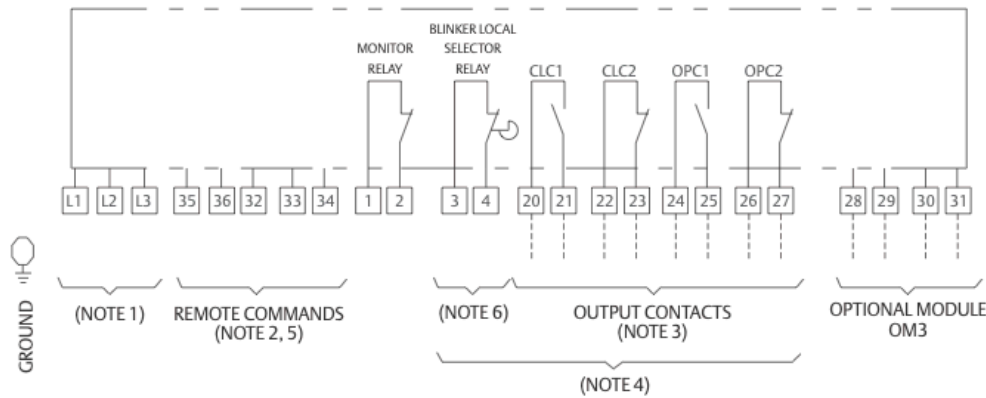 BLINKER LOCAL
MONITOR SELECTOR
RELAY RELAY CLC1 CLC2 OPC1 OPC2
L1 L2 L3 35 36 32 33 34 1 2 3 4 20 21 22 23 24 25 26 27 28 29 30 31
GROUND
(NOTE 1) REMOTE COMMANDS (NOTE 6) OUTPUT CONTACTS OPTIONAL MODULE
(NOTE 2, 5) (NOTE 3) OM3
(NOTE 4)